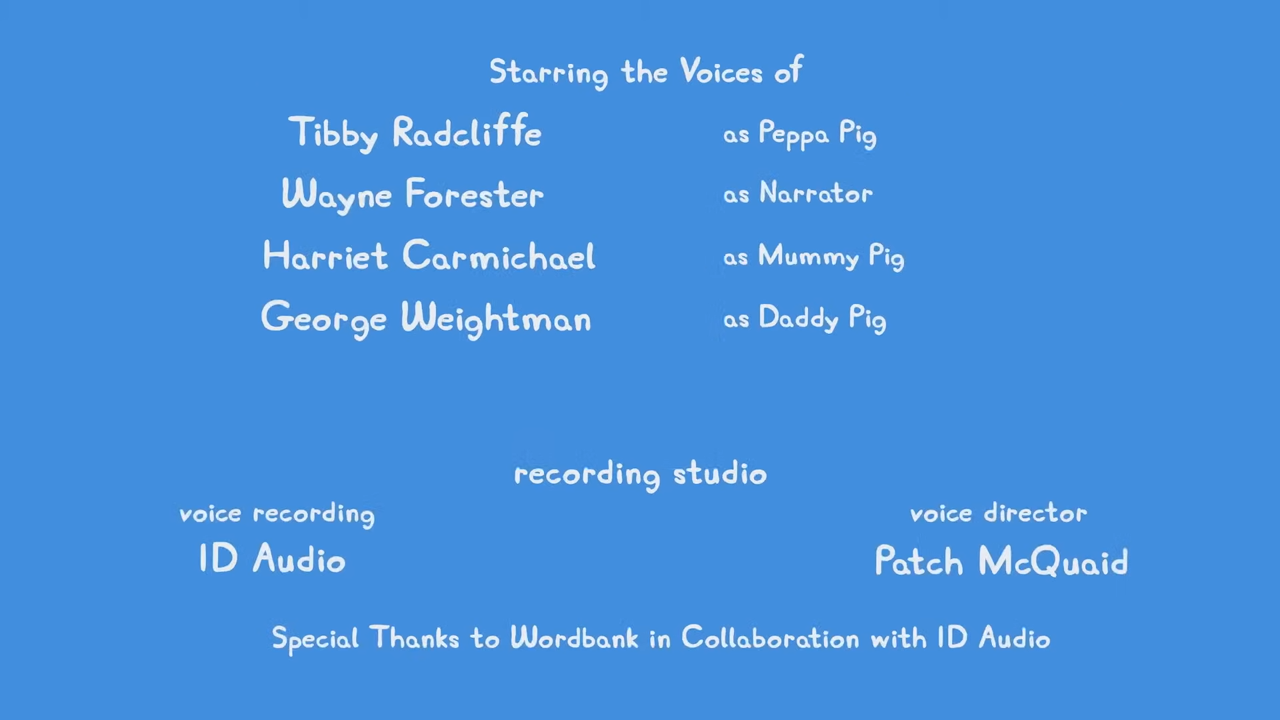 Starring the Voices of
Tibby Radcliffe as Peppa Pig
Wayne Forester as Narrator
Harriet Carmichael as Mummy Pig
George Weightman as Daddy Pig
recording studio
voice recording voice director
ID Audio Patch McQuaid
Special Thanks to Wordbank in Collaboration with ID Audio